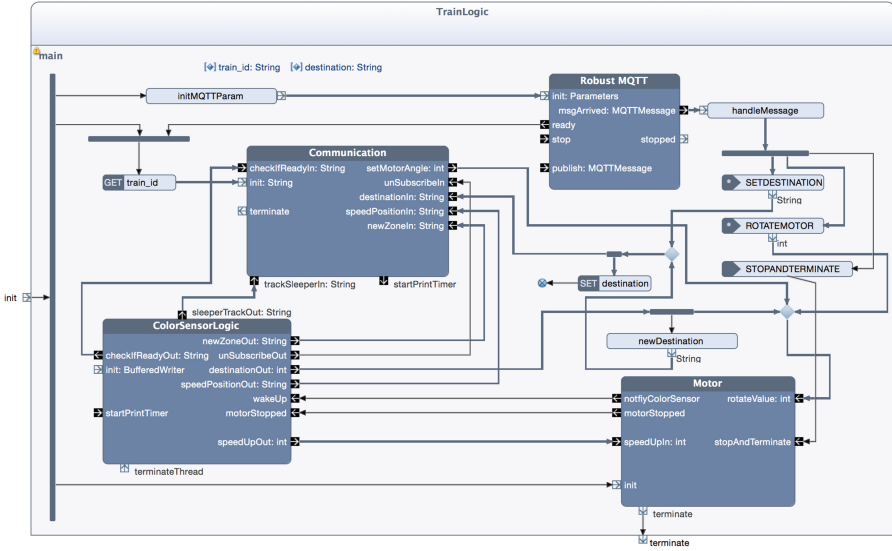 TrainLogic
main
train_id: String destination: String
initMQTTParam
Robust MQTT
init: Parameters
msgArrived: MQTTMessage
ready
stop stopped
publish: MQTTMessage
handleMessage
GET train_id
Communication
checkIfReadyIn: String setMotorAngle: int
init: String unSubscribeIn
destinationIn: String
terminate speedPositionIn: String
newZoneIn: String
trackSleeperIn: String startPrintTimer
SETDESTINATION
String
ROTATEMOTOR
int
STOPANDTERMINATE
SET destination
init
sleeperTrackOut: String
ColorSensorLogic
newZoneOut: String
checkIfReadyOut: String unSubscribeOut
init: BufferedWriter destinationOut: int
speedPositionOut: String
wakeUp
startPrintTimer motorStopped
speedUpOut: int
terminateThread
newDestination
String
Motor
notfiyColorSensor rotateValue: int
motorStopped
speedUpIn: int stopAndTerminate
init
terminate
terminate